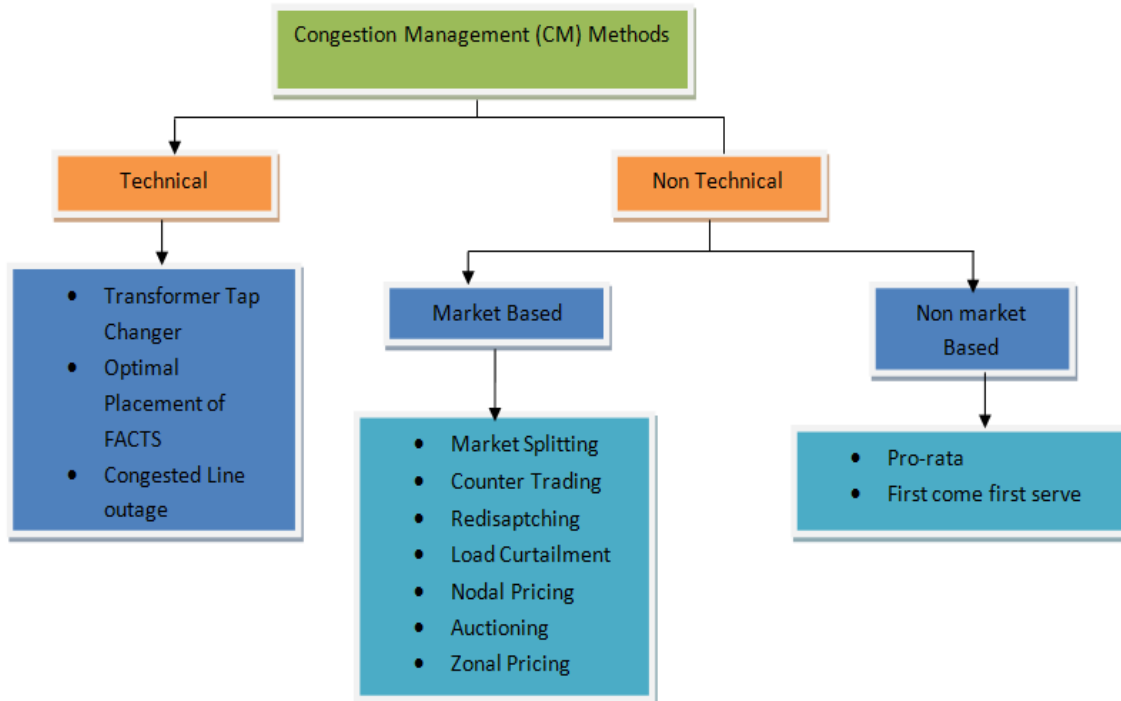 Congestion Management (CM) Methods
Technical
Non Technical
• Transformer Tap
Changer
• Optimal
Placement of
FACTS
• Congested Line
outage
Market Based
Non market
Based
• Market Splitting
• Counter Trading
• Redisaptching
• Load Curtailment
• Nodal Pricing
• Auctioning
• Zonal Pricing
• Pro-rata
• First come first serve